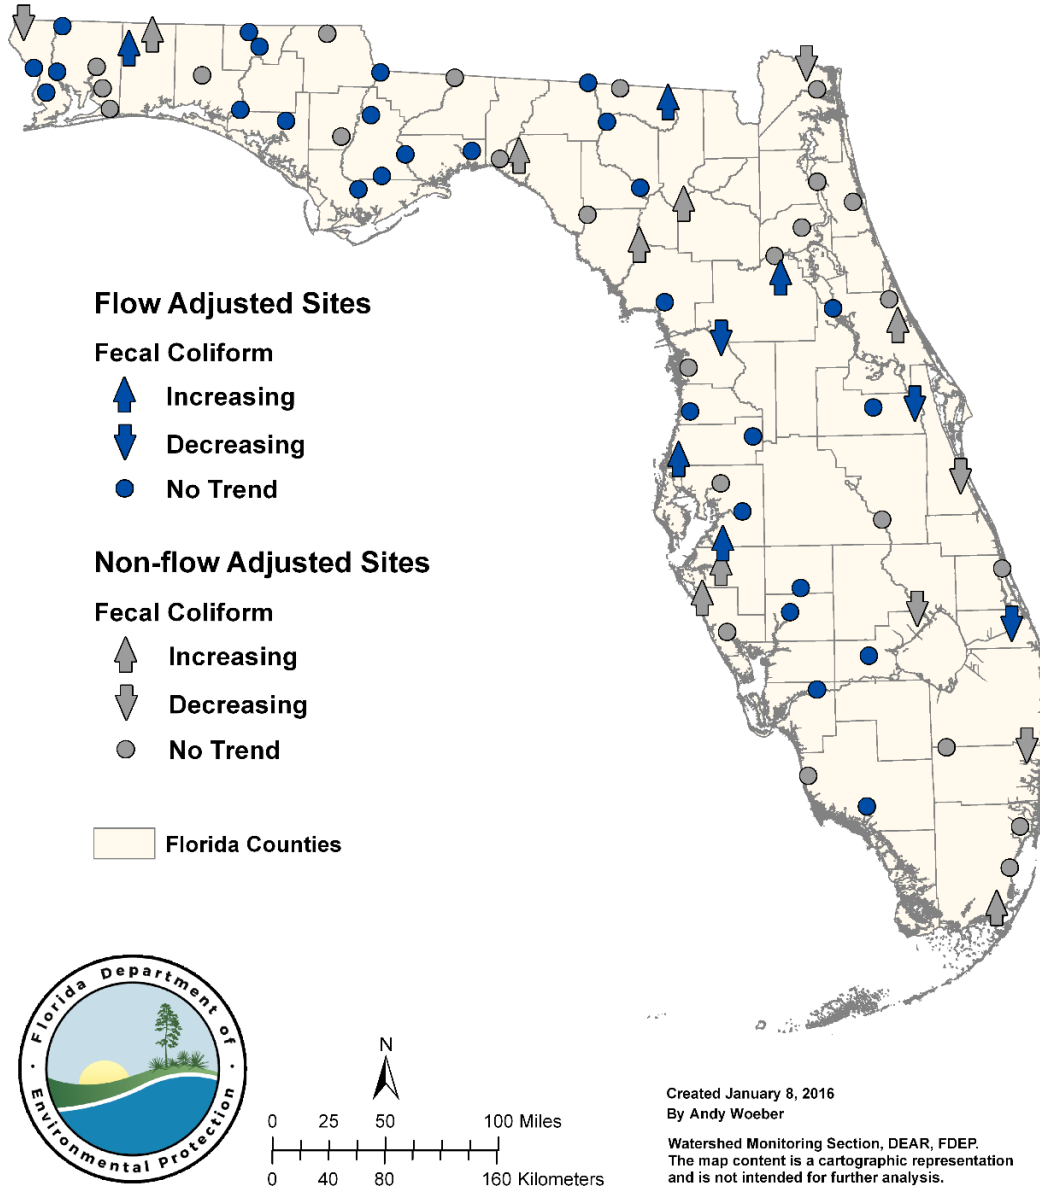 Flow Adjusted Sites
Fecal Coliform
Increasing
Decreasing
No Trend
Non-flow Adjusted Sites
Fecal Coliform
Increasing
Decreasing
No Trend
Florida Counties
Florida Department of
Environmental Protection
N
0 25 50 100 Miles
0 40 80 160 Kilometers
Created January 8, 2016
By Andy Woeber
Watershed Monitoring Section, DEAR, FDEP.
The map content is a cartographic representation
and is not intended for further analysis.